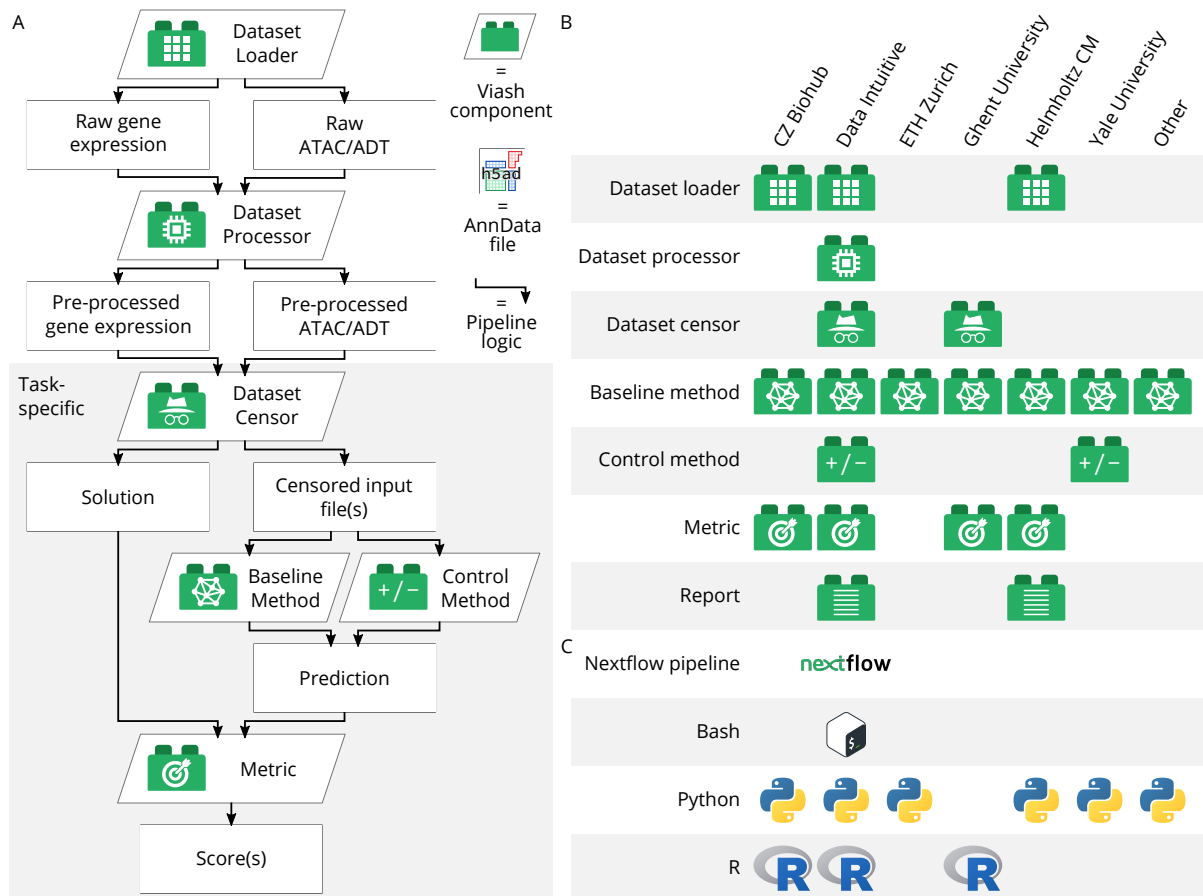 A
Dataset
Loader
Raw gene
expression
Raw
ATAC/ADT
Dataset
Processor
Pre-processed
gene expression
Pre-processed
ATAC/ADT
Task-
specific
Dataset
Censor
Solution
Censored input
file(s)
Baseline
Method
+/−
Control
Method
Prediction
Metric
Score(s)
=
Viash
component
h5ad
=
AnnData
file
=
Pipeline
logic
B
CZ Biohub
Data Intuitive
ETH Zurich
Ghent University
Helmholtz CM
Yale University
Other
Dataset loader
Dataset processor
Dataset censor
Baseline method
Control method
+/−
+/−
Metric
Report
C
Nextflow pipeline
nextflow
Bash
$_
Python
R
R
R
R